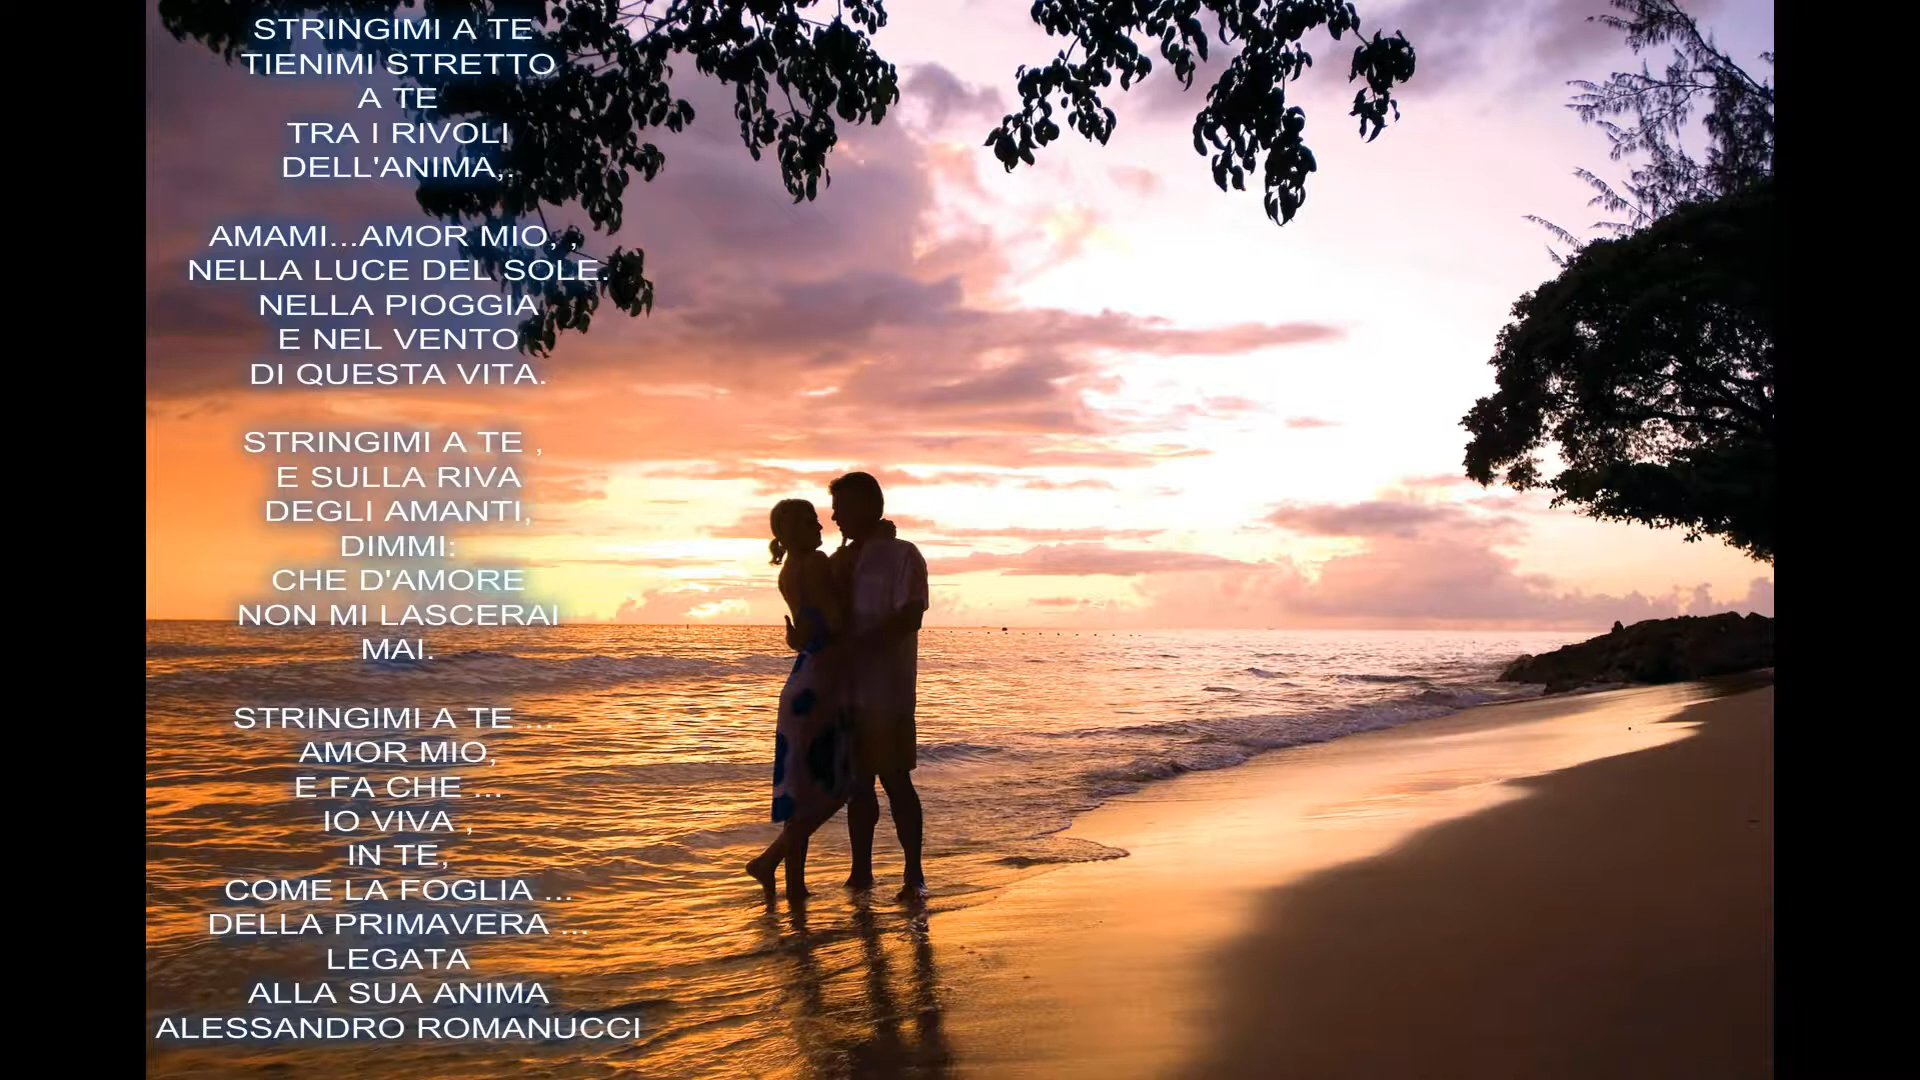 STRINGIMI A TE
TIENIMI STRETTO
A TE
TRA I RIVOLI
DELL'ANIMA,.
AMAMI...AMOR MIO, ,
NELLA LUCE DEL SOLE.
NELLA PIOGGIA
E NEL VENTO
DI QUESTA VITA.
STRINGIMI A TE ,
E SULLA RIVA
DEGLI AMANTI,
DIMMI:
CHE D'AMORE
NON MI LASCERAI
MAI.
STRINGIMI A TE ...
AMOR MIO,
E FA CHE ...
IO VIVA ,
IN TE,
COME LA FOGLIA ...
DELLA PRIMAVERA ...
LEGATA
ALLA SUA ANIMA
ALESSANDRO ROMANUCCI